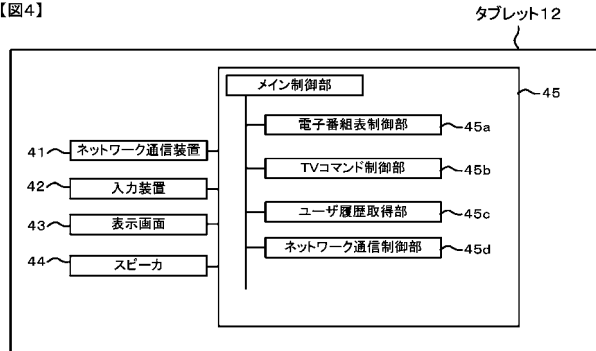 【図4】
タブレット12
メイン制御部
45
電子番組表制御部
45a
41
ネットワーク通信装置
TVコマンド制御部
45b
42
入力装置
43
表示画面
ユーザ履歴取得部
45c
ネットワーク通信制御部
45d
44
スピーカ